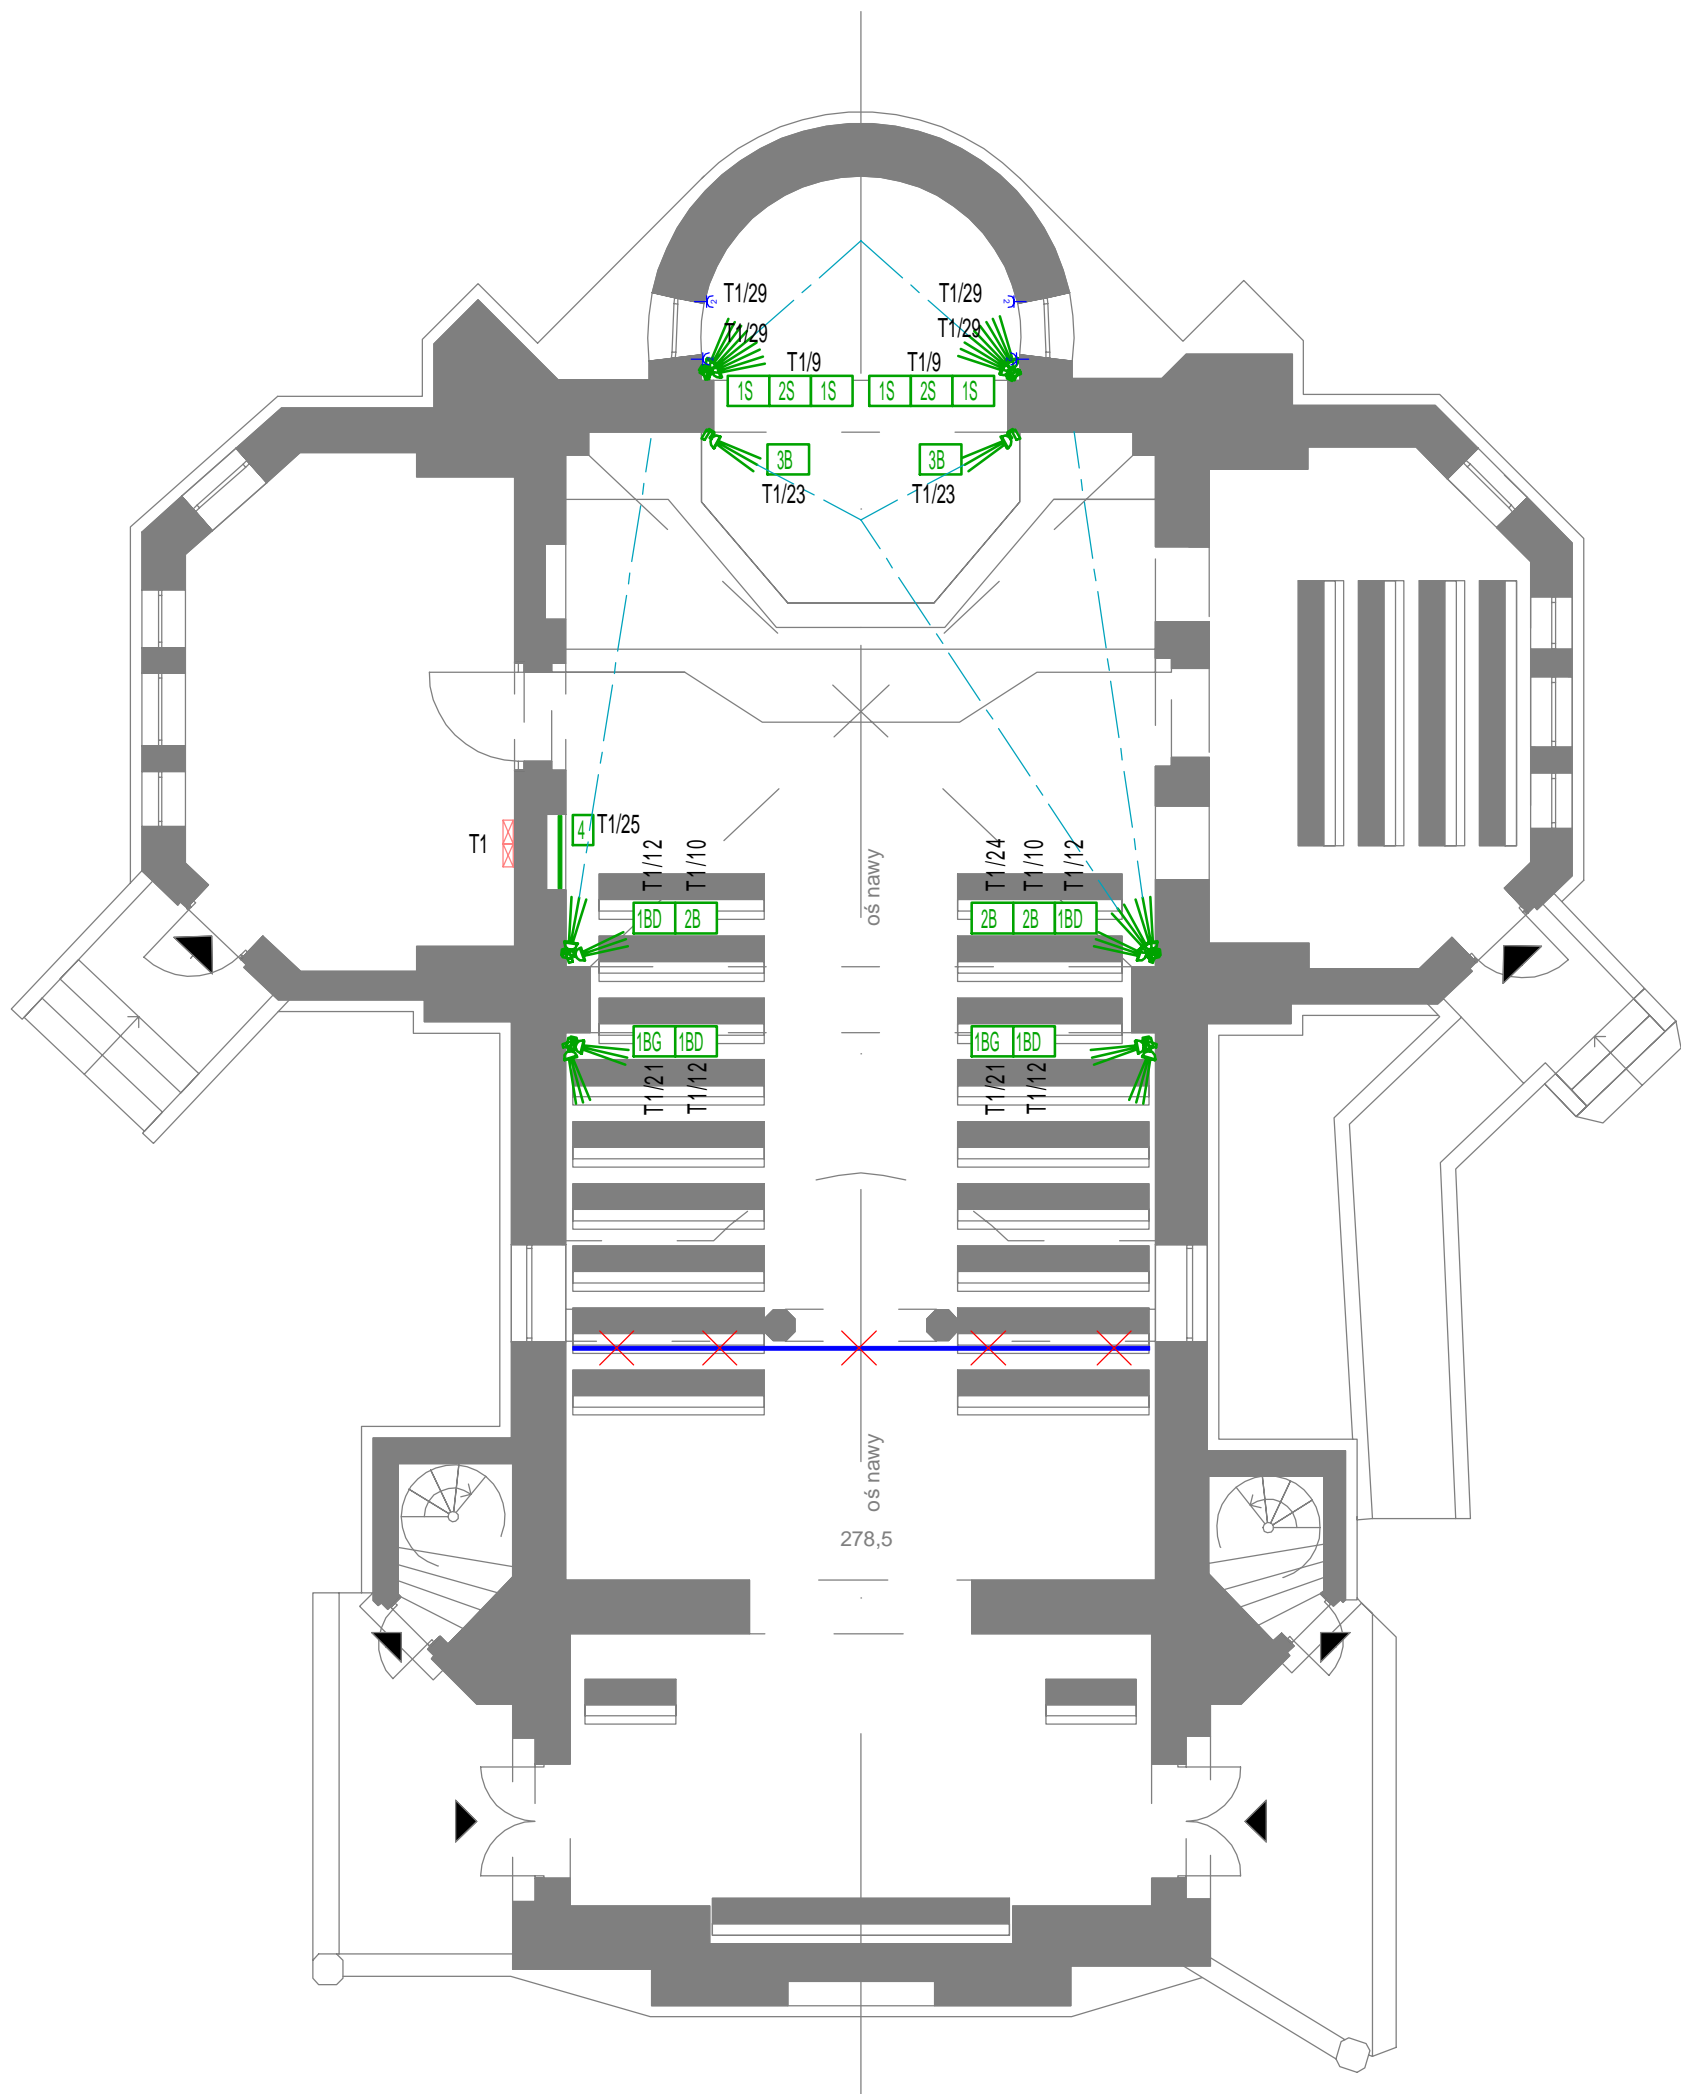 T1/29 T1/29
2 2
T1/29 T1/29
T1/9 T1/9
1S 2S 1S 1S 2S 1S
3B 3B
T1/23 T1/23
4 T1/25
T1
T1/12 T1/10 T1/24 T1/10 T1/12
oś nawy
1BD 2B 2B 2B 1BD
1BG 1BD 1BG 1BD
T1/21 T1/12 T1/21 T1/12
oś nawy
278,5